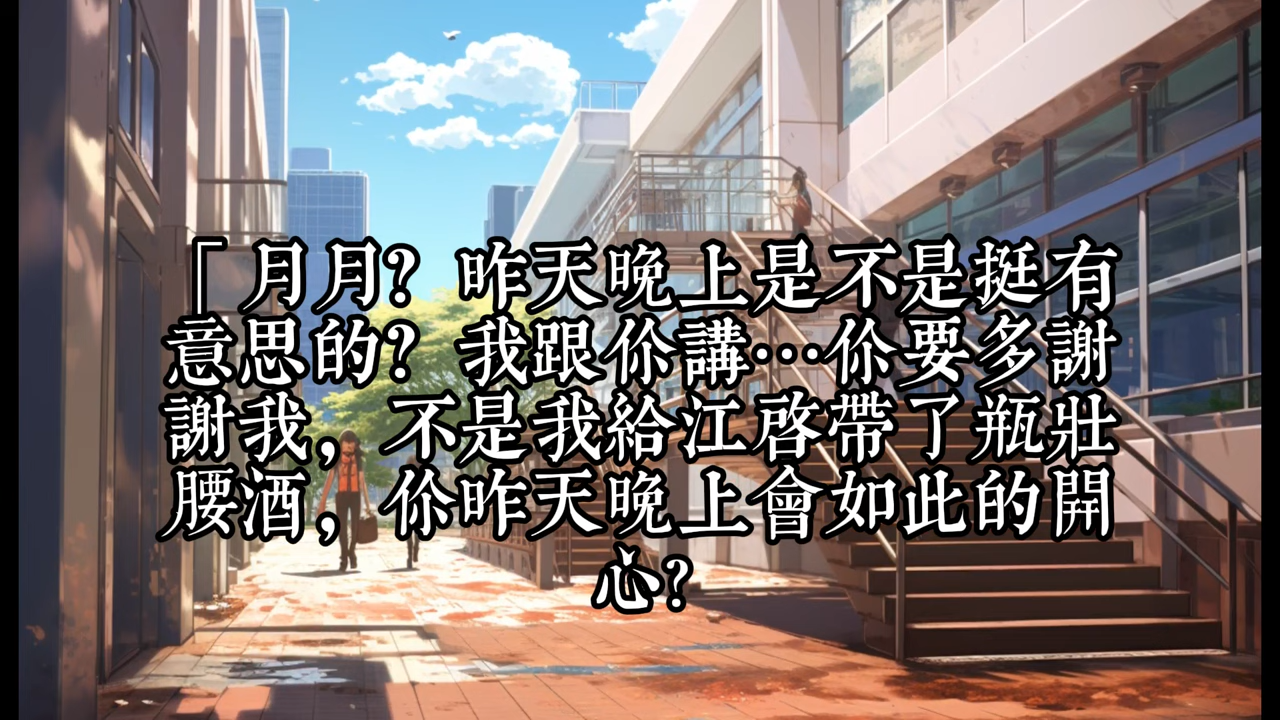 「月月？昨天晚上是不是挺有
意思的？我跟你講…你要多謝
謝我，不是我給江啓帶了瓶壯
腰酒，你昨天晚上會如此的開
心？